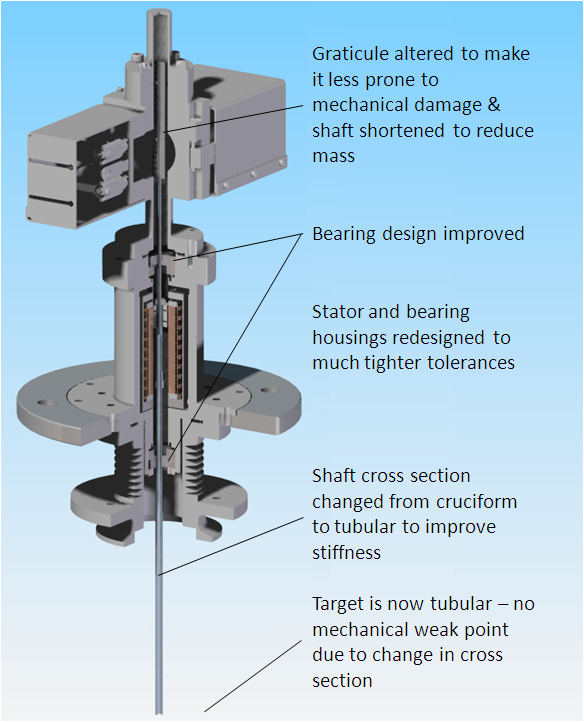 Graticule altered to make
it less prone to
mechanical damage &
shaft shortened to reduce
mass
Bearing design improved
Stator and bearing
housings redesigned to
much tighter tolerances
Shaft cross section
changed from cruciform
to tubular to improve
stiffness
Target is now tubular – no
mechanical weak point
due to change in cross
section